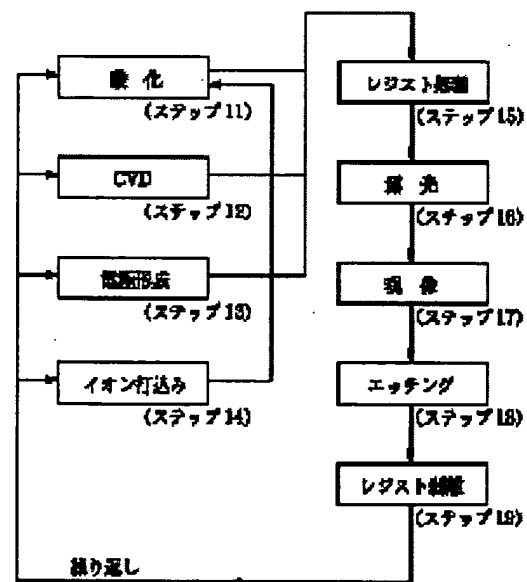 酸化
(ステップ11)
CVD
(ステップ12)
電極形成
(ステップ13)
イオン打込み
(ステップ14)
レジスト処理
(ステップ15)
露光
(ステップ16)
現像
(ステップ17)
エッチング
(ステップ18)
レジスト剥離
(ステップ19)
繰り返し